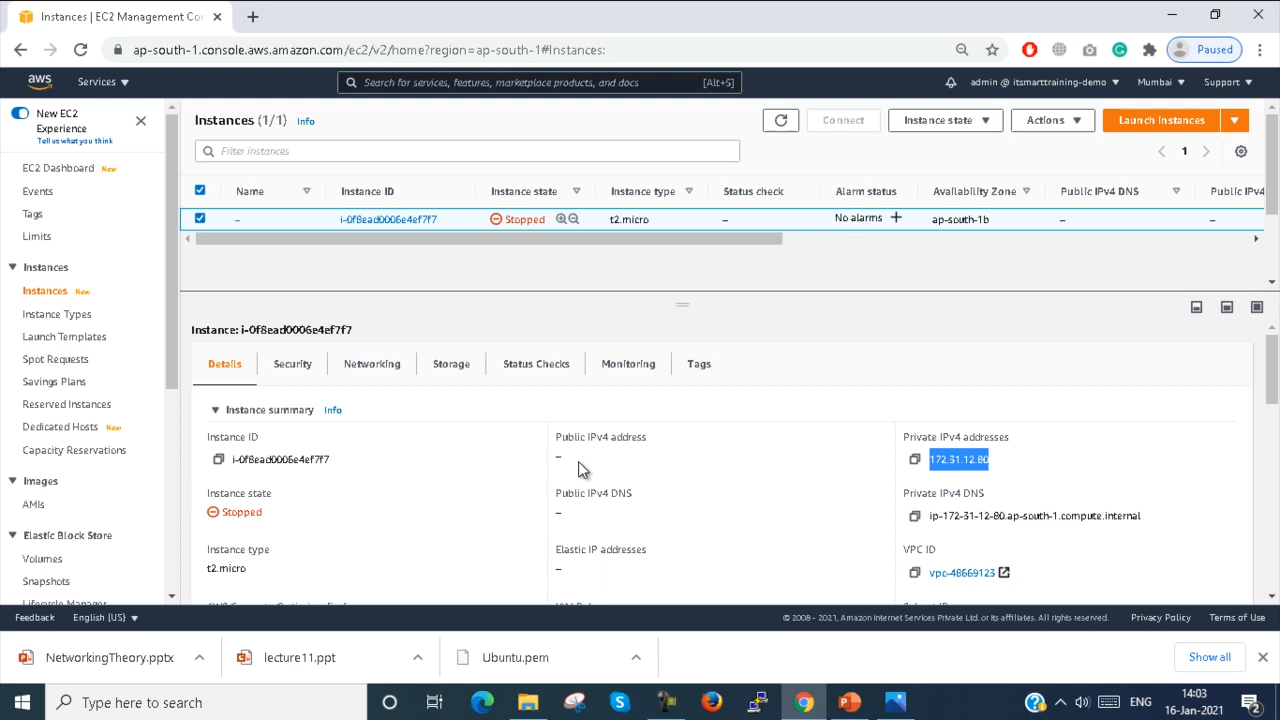 Instances | EC2 Management Con
ap-south-1.console.aws.amazon.com/ec2/v2/home?region=ap-south-1#Instances:
Paused
aws
Services
Search for services, features, marketplace products, and docs
[Alt+S]
admin @ itsmarttraining-demo
Mumbai
Support
New EC2
Experience
Tell us what you think
EC2 Dashboard New
Events
Tags
Limits
Instances
Instances New
Instance Types
Launch Templates
Spot Requests
Savings Plans
Reserved Instances
Dedicated Hosts New
Capacity Reservations
Images
AMIs
Elastic Block Store
Volumes
Snapshots
Lifecycle Manager
Instances (1/1) Info
Connect
Instance state
Actions
Launch instances
Filter instances
1
Name Instance ID Instance state Instance type Status check Alarm status Availability Zone Public IPv4 DNS Public IPv4
– i-0f8ead0006e4ef7f7 Stopped t2.micro – No alarms + ap-south-1b – –
Instance: i-0f8ead0006e4ef7f7
Details Security Networking Storage Status Checks Monitoring Tags
Instance summary Info
Instance ID
i-0f8ead0006e4ef7f7
Public IPv4 address
–
Private IPv4 addresses
172.31.12.80
Instance state
Stopped
Public IPv4 DNS
–
Private IPv4 DNS
ip-172-31-12-80.ap-south-1.compute.internal
Instance type
t2.micro
Elastic IP addresses
–
VPC ID
vpc-48669123
Feedback
English (US)
© 2008 - 2021, Amazon Internet Services Private Ltd. or its affiliates. All rights reserved.
Privacy Policy
Terms of Use
NetworkingTheory.pptx
lecture11.ppt
Ubuntu.pem
Show all
Type here to search
ENG
14:03
16-Jan-2021
2